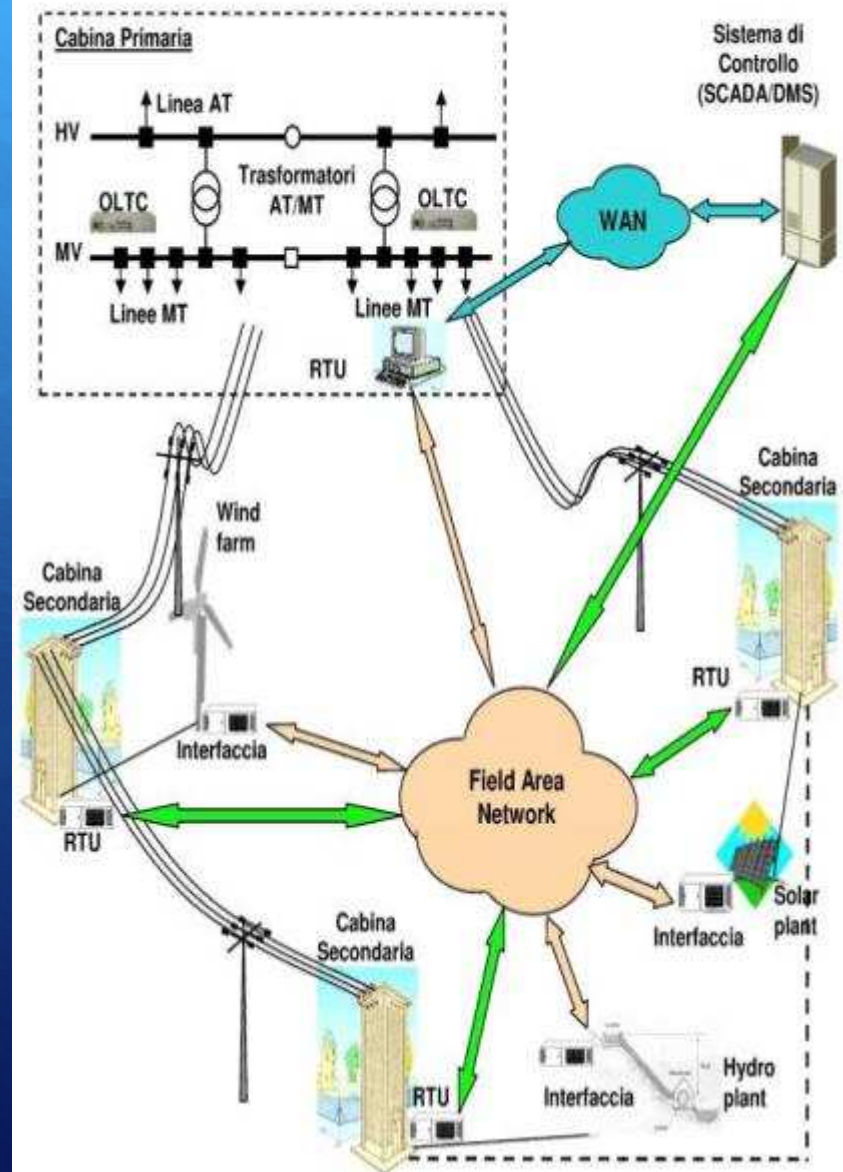 Cabina Primaria
Sistema di
Controllo
(SCADA/DMS)
Linea AT
HV
Trasformatori
AT/MT
OLTC
OLTC
WAN
MV
Linee MT
Linee MT
RTU
Cabina
Secondaria
Wind
farm
Cabina
Secondaria
RTU
Interfaccia
Field Area
Network
RTU
Solar
plant
Interfaccia
Cabina
Secondaria
Hydro
plant
RTU
Interfaccia